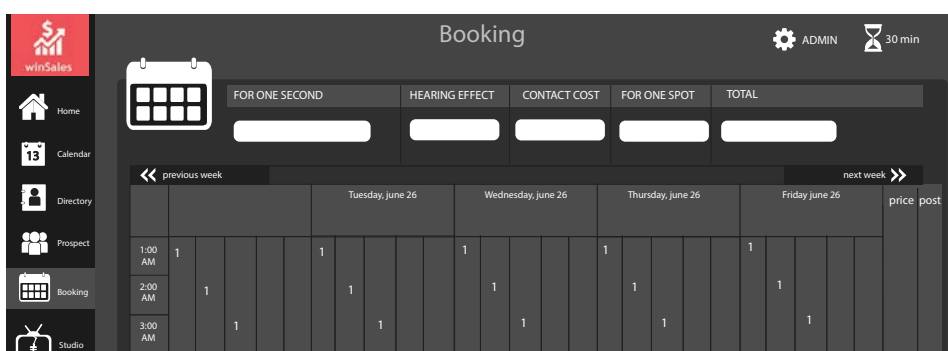 Booking
ADMIN
30 min
winSales
Home
13
Calendar
Directory
Prospect
Booking
Studio
FOR ONE SECOND HEARING EFFECT CONTACT COST FOR ONE SPOT TOTAL
previous week next week
Tuesday, june 26 Wednesday, june 26 Thursday, june 26 Friday june 26 price post
1:00 AM 1 1 1 1 1
2:00 AM 1 1 1 1 1
3:00 AM 1 1 1 1 1